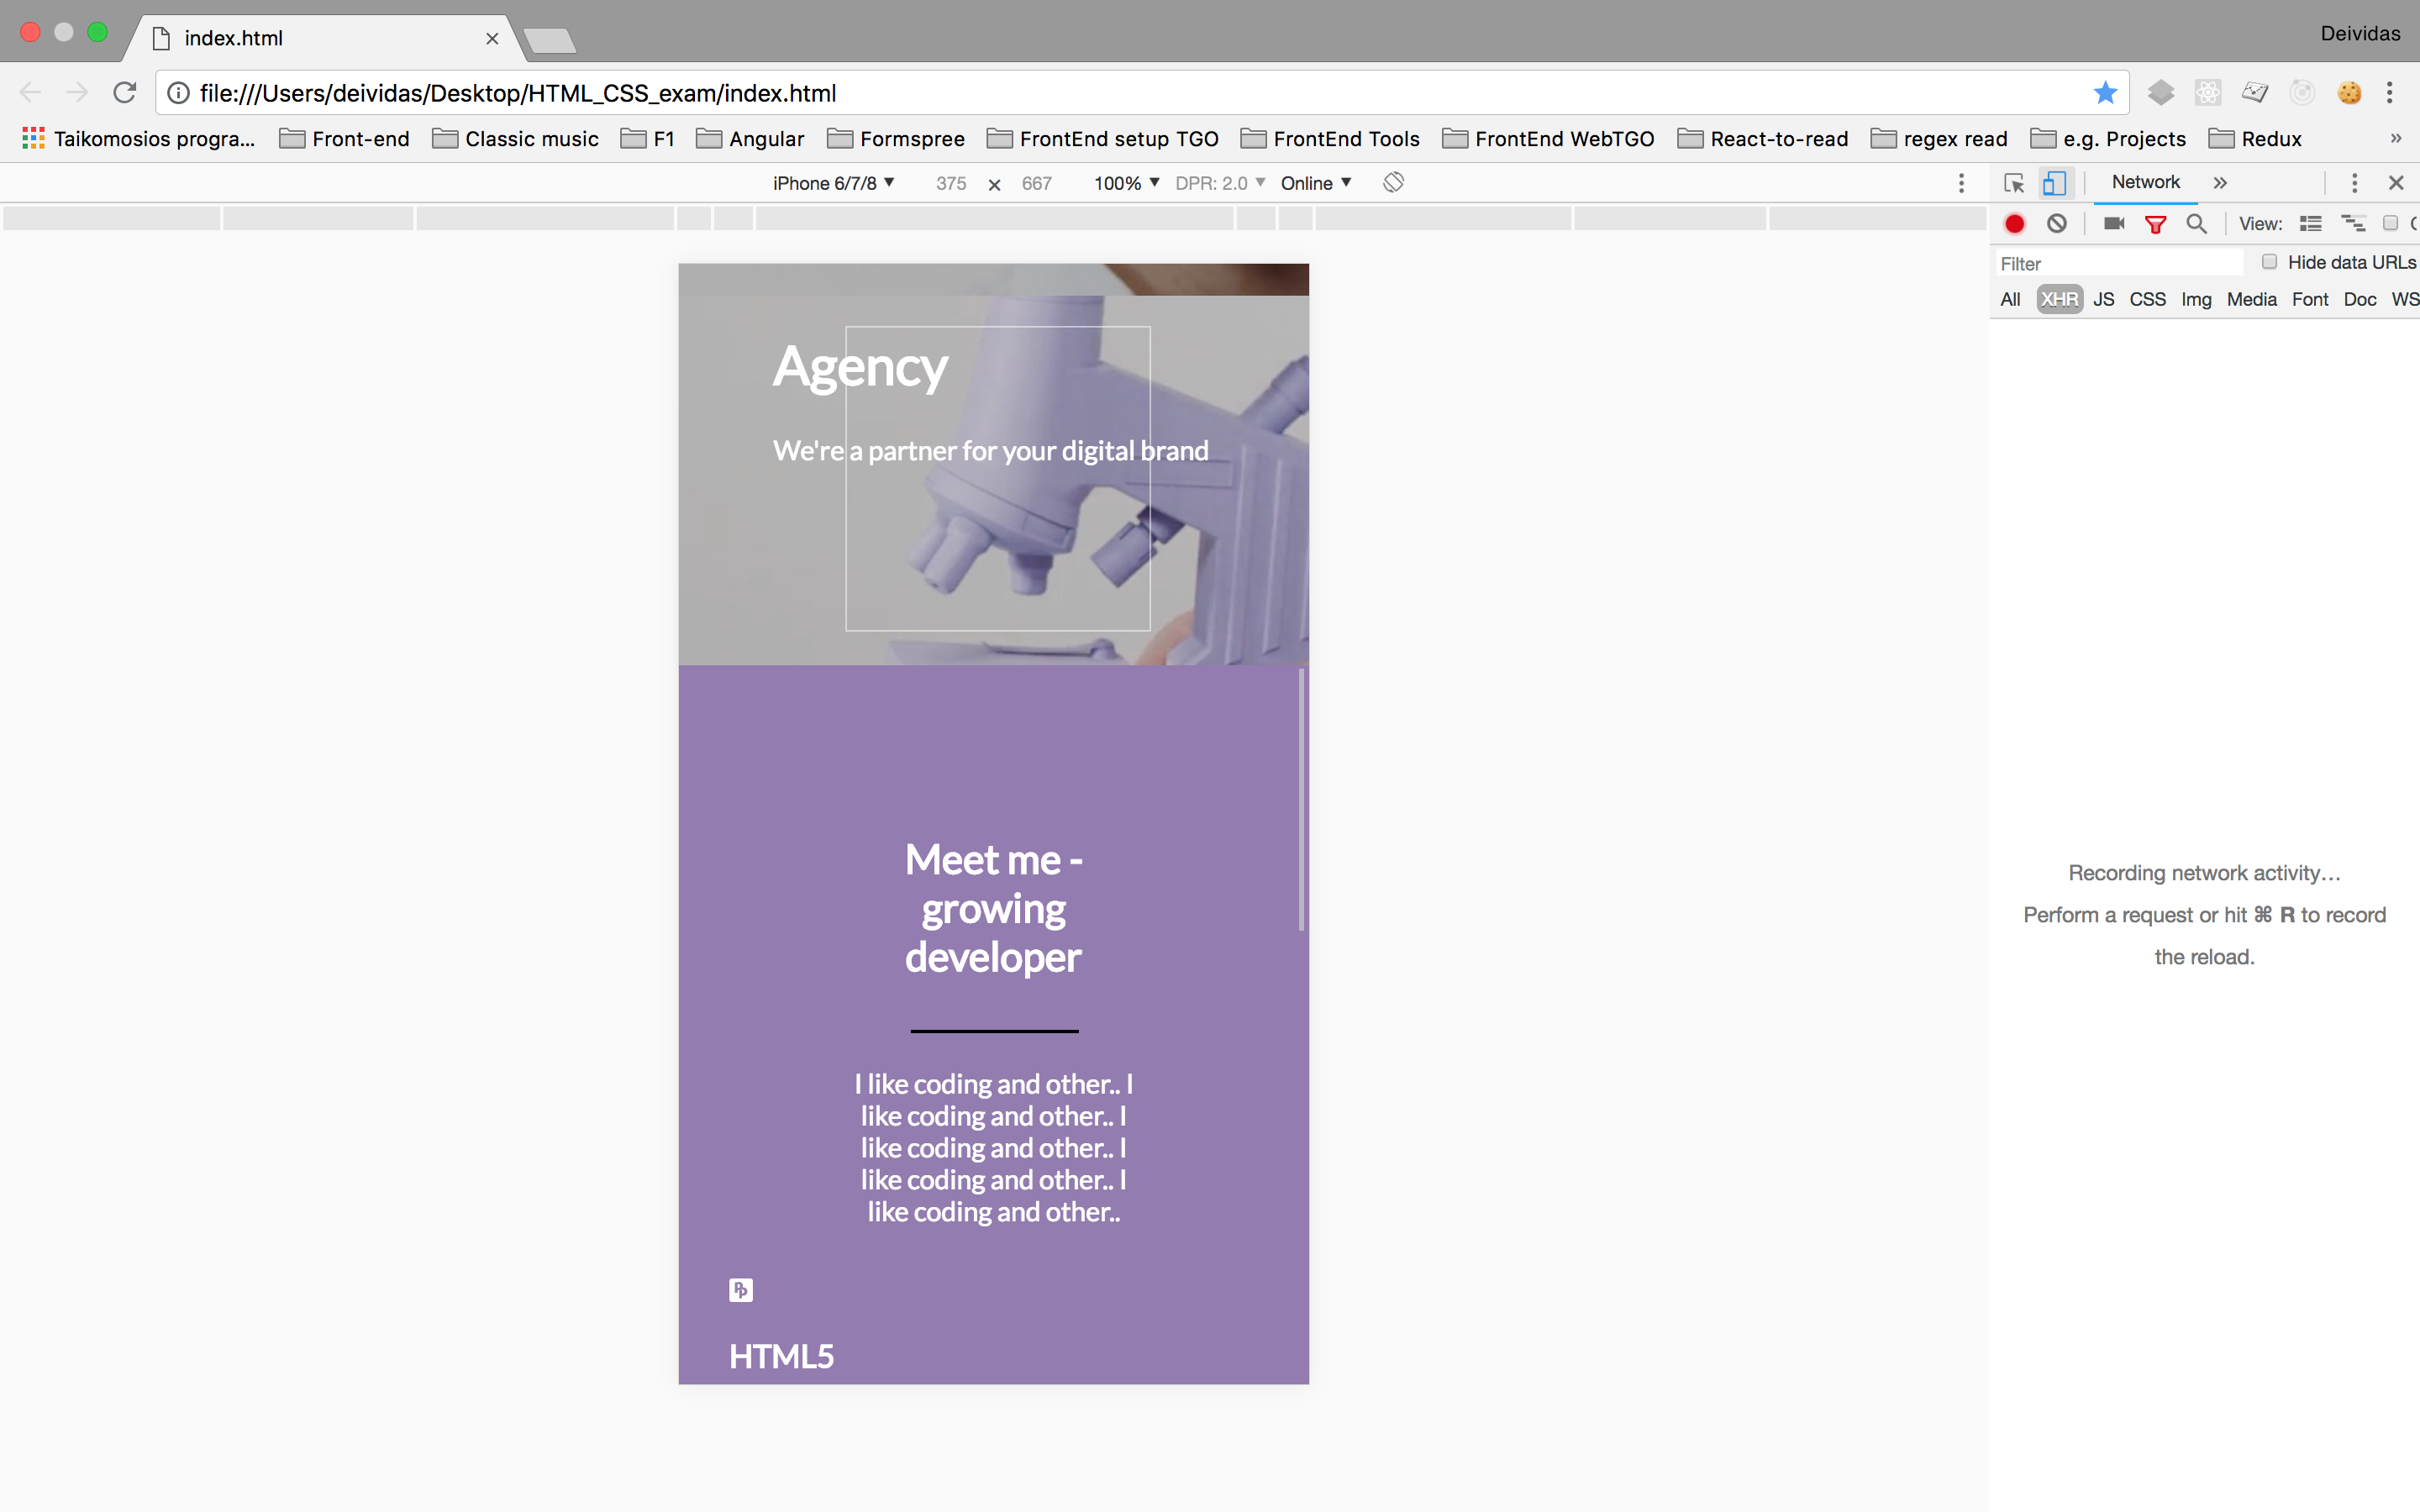 index.html
Deividas
file:///Users/deividas/Desktop/HTML_CSS_exam/index.html
Taikomosios progra... Front-end Classic music F1 Angular Formspree FrontEnd setup TGO FrontEnd Tools FrontEnd WebTGO React-to-read regex read e.g. Projects Redux »
iPhone 6/7/8 ▼ 375 × 667 100% ▼ DPR: 2.0 ▼ Online ▼
Network »
View:
Filter Hide data URLs
All XHR JS CSS Img Media Font Doc WS
Agency
We're a partner for your digital brand
Meet me -
growing
developer
I like coding and other.. I
like coding and other.. I
like coding and other.. I
like coding and other.. I
like coding and other..
HTML5
Recording network activity…
Perform a request or hit ⌘ R to record
the reload.